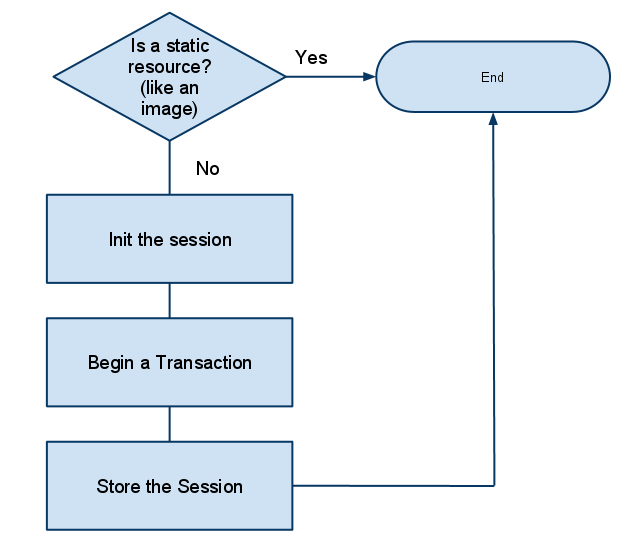 Is a static
resource?
(like an
image)
Yes
End
No
Init the session
Begin a Transaction
Store the Session